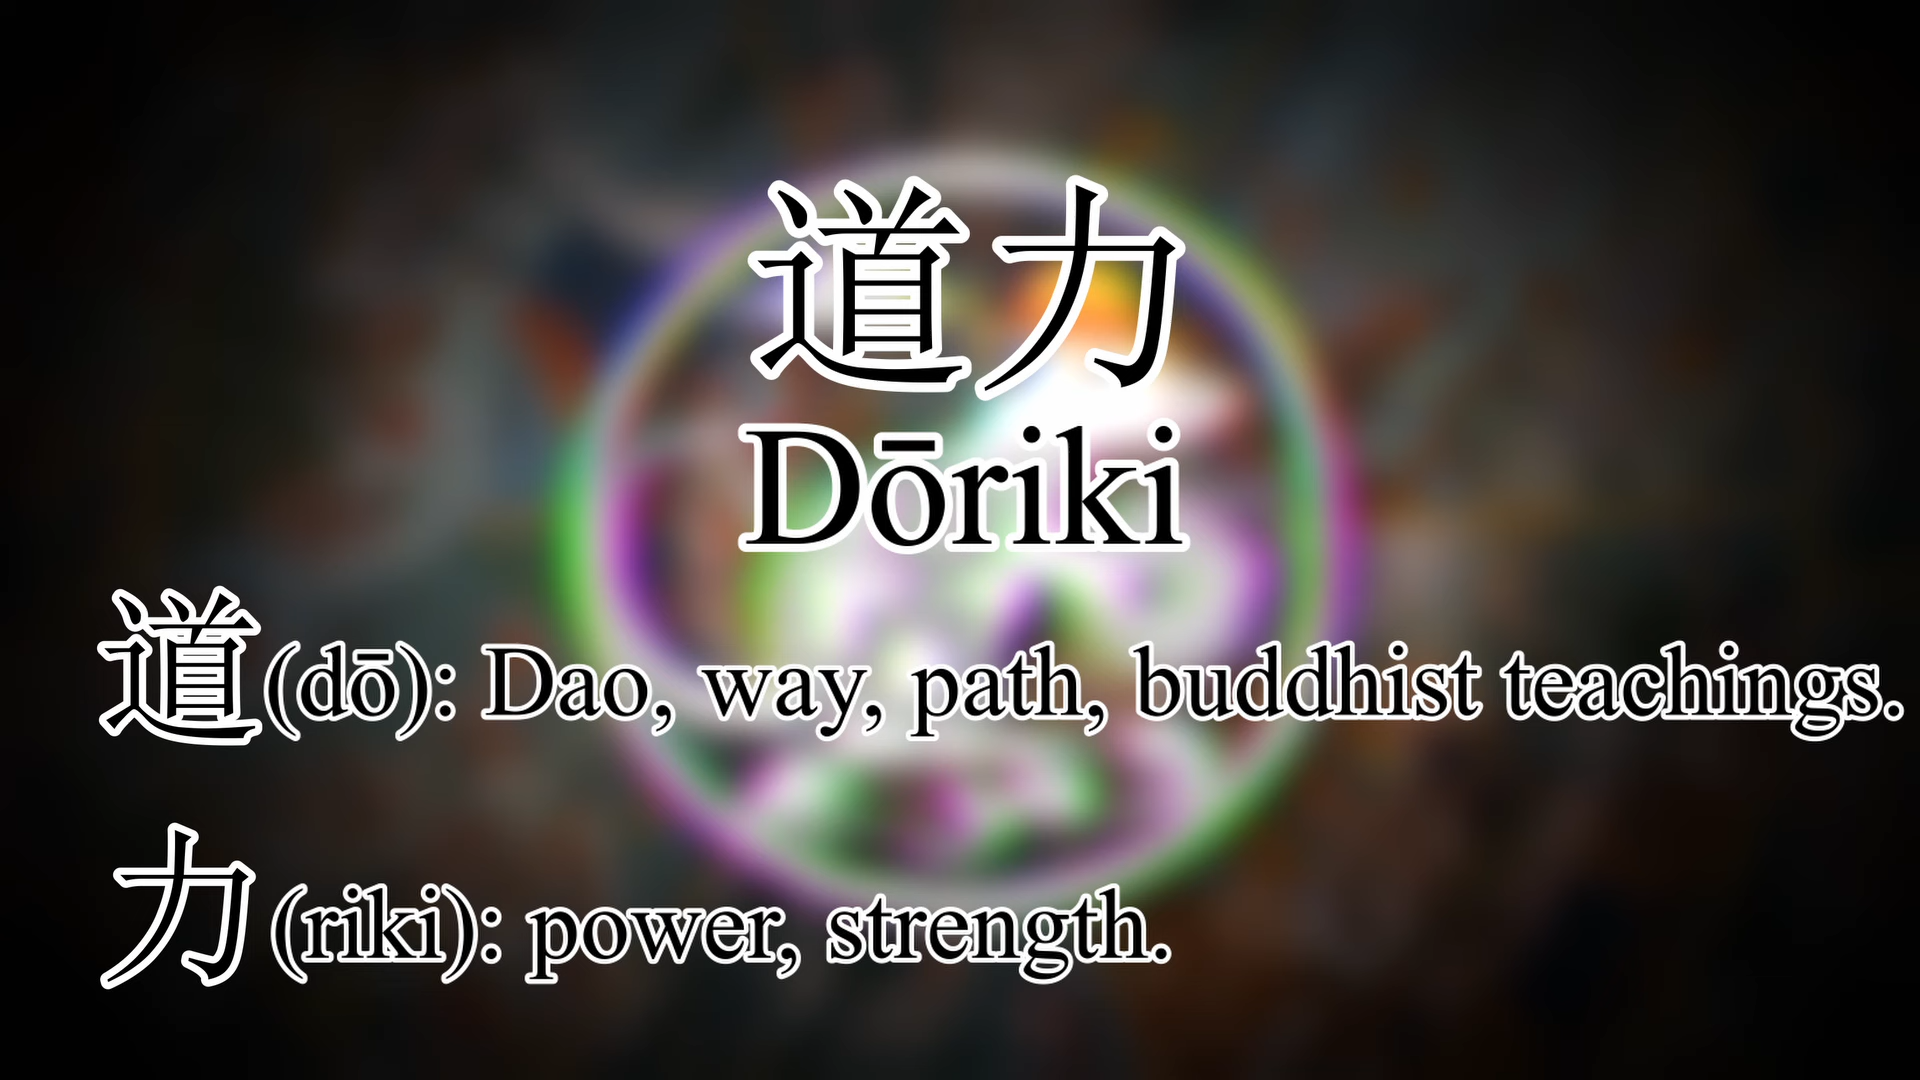 道力
Dōriki
道(dō): Dao, way, path, buddhist teachings.
力(riki): power, strength.